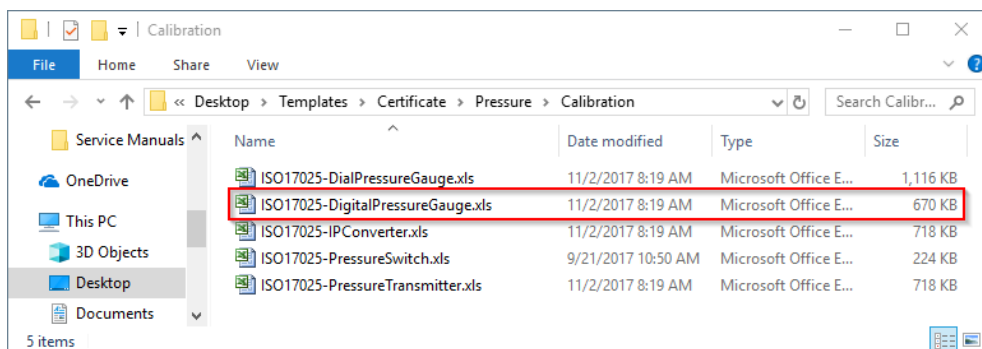 Calibration
File Home Share View
« Desktop > Templates > Certificate > Pressure > Calibration Search Calibr...
Service Manuals
OneDrive
This PC
3D Objects
Desktop
Documents
Name Date modified Type Size
ISO17025-DialPressureGauge.xls 11/2/2017 8:19 AM Microsoft Office E... 1,116 KB
ISO17025-DigitalPressureGauge.xls 11/2/2017 8:19 AM Microsoft Office E... 670 KB
ISO17025-IPConverter.xls 11/2/2017 8:19 AM Microsoft Office E... 718 KB
ISO17025-PressureSwitch.xls 9/21/2017 10:50 AM Microsoft Office E... 224 KB
ISO17025-PressureTransmitter.xls 11/2/2017 8:19 AM Microsoft Office E... 718 KB
5 items